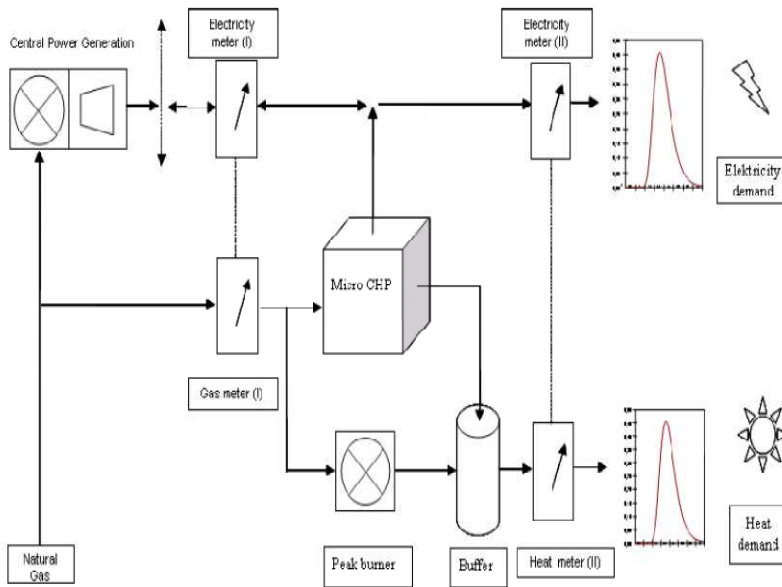 Central Power Generation
Electricity
meter (I)
Electricity
meter (II)
Elektricity
demand
Micro CHP
Gas meter (I)
Heat
demand
Natural
Gas
Peak burner
Buffer
Heat meter (II)